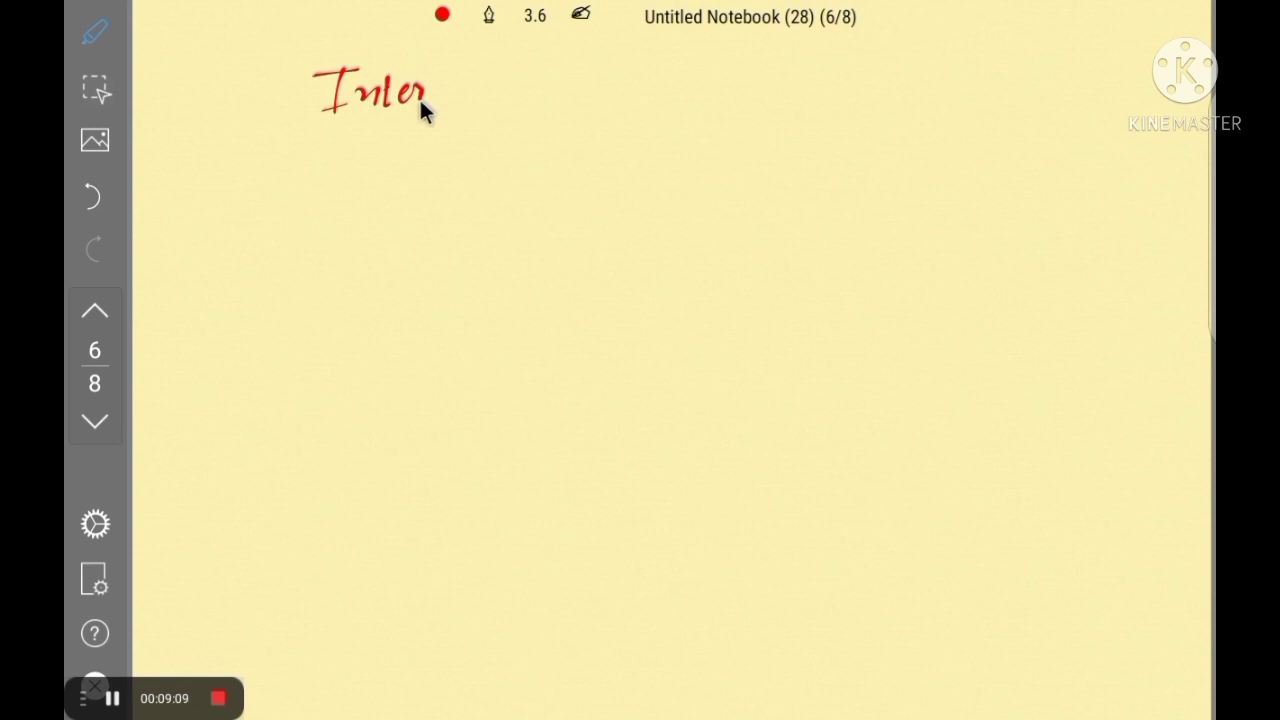 3.6 Untitled Notebook (28) (6/8)
Inter
KINEMASTER
6
8
00:09:09